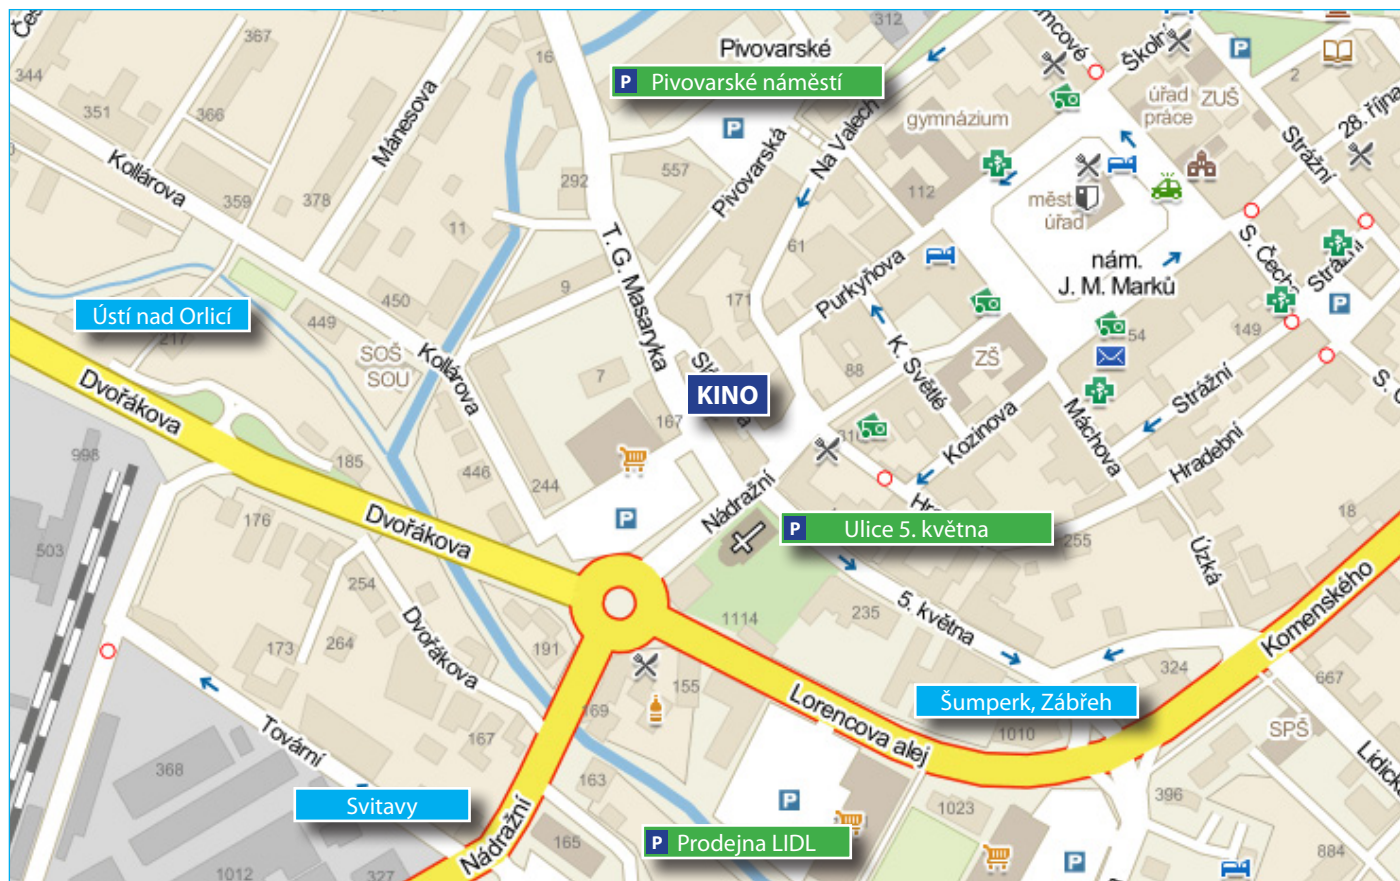 312
367
16
Pivovarské
Školní
344
P Pivovarské náměstí
2
351
366
Mánesova
gymnázium
úřad
práce
ZUŠ
28. října
Kollárova
Pivovarská
Na Valech
Strážní
359
378
292
557
112
měst
úřad
11
T. G. Masaryka
61
S. Čech
Strážní
nám.
J. M. Marků
Purkyňova
9
171
450
Ústí nad Orlicí
449
217
54
149
SOŠ
SOU
Kollárova
K. Světlé
ZŠ
88
7
KINO
Strážní
Dvořákova
167
Kozinova
Máchova
Hradební
998
185
446
244
Nádražní
176
Dvořákova
P Ulice 5. května
18
503
255
Úzká
254
Komenského
5. května
235
1114
173
264
Dvořákova
191
324
667
155
Lorencova alej
Šumperk, Zábřeh
169
SPŠ
1010
Tovární
167
368
163
396
Svitavy
1023
P Prodejna LIDL
165
Nádražní
884
1012
327